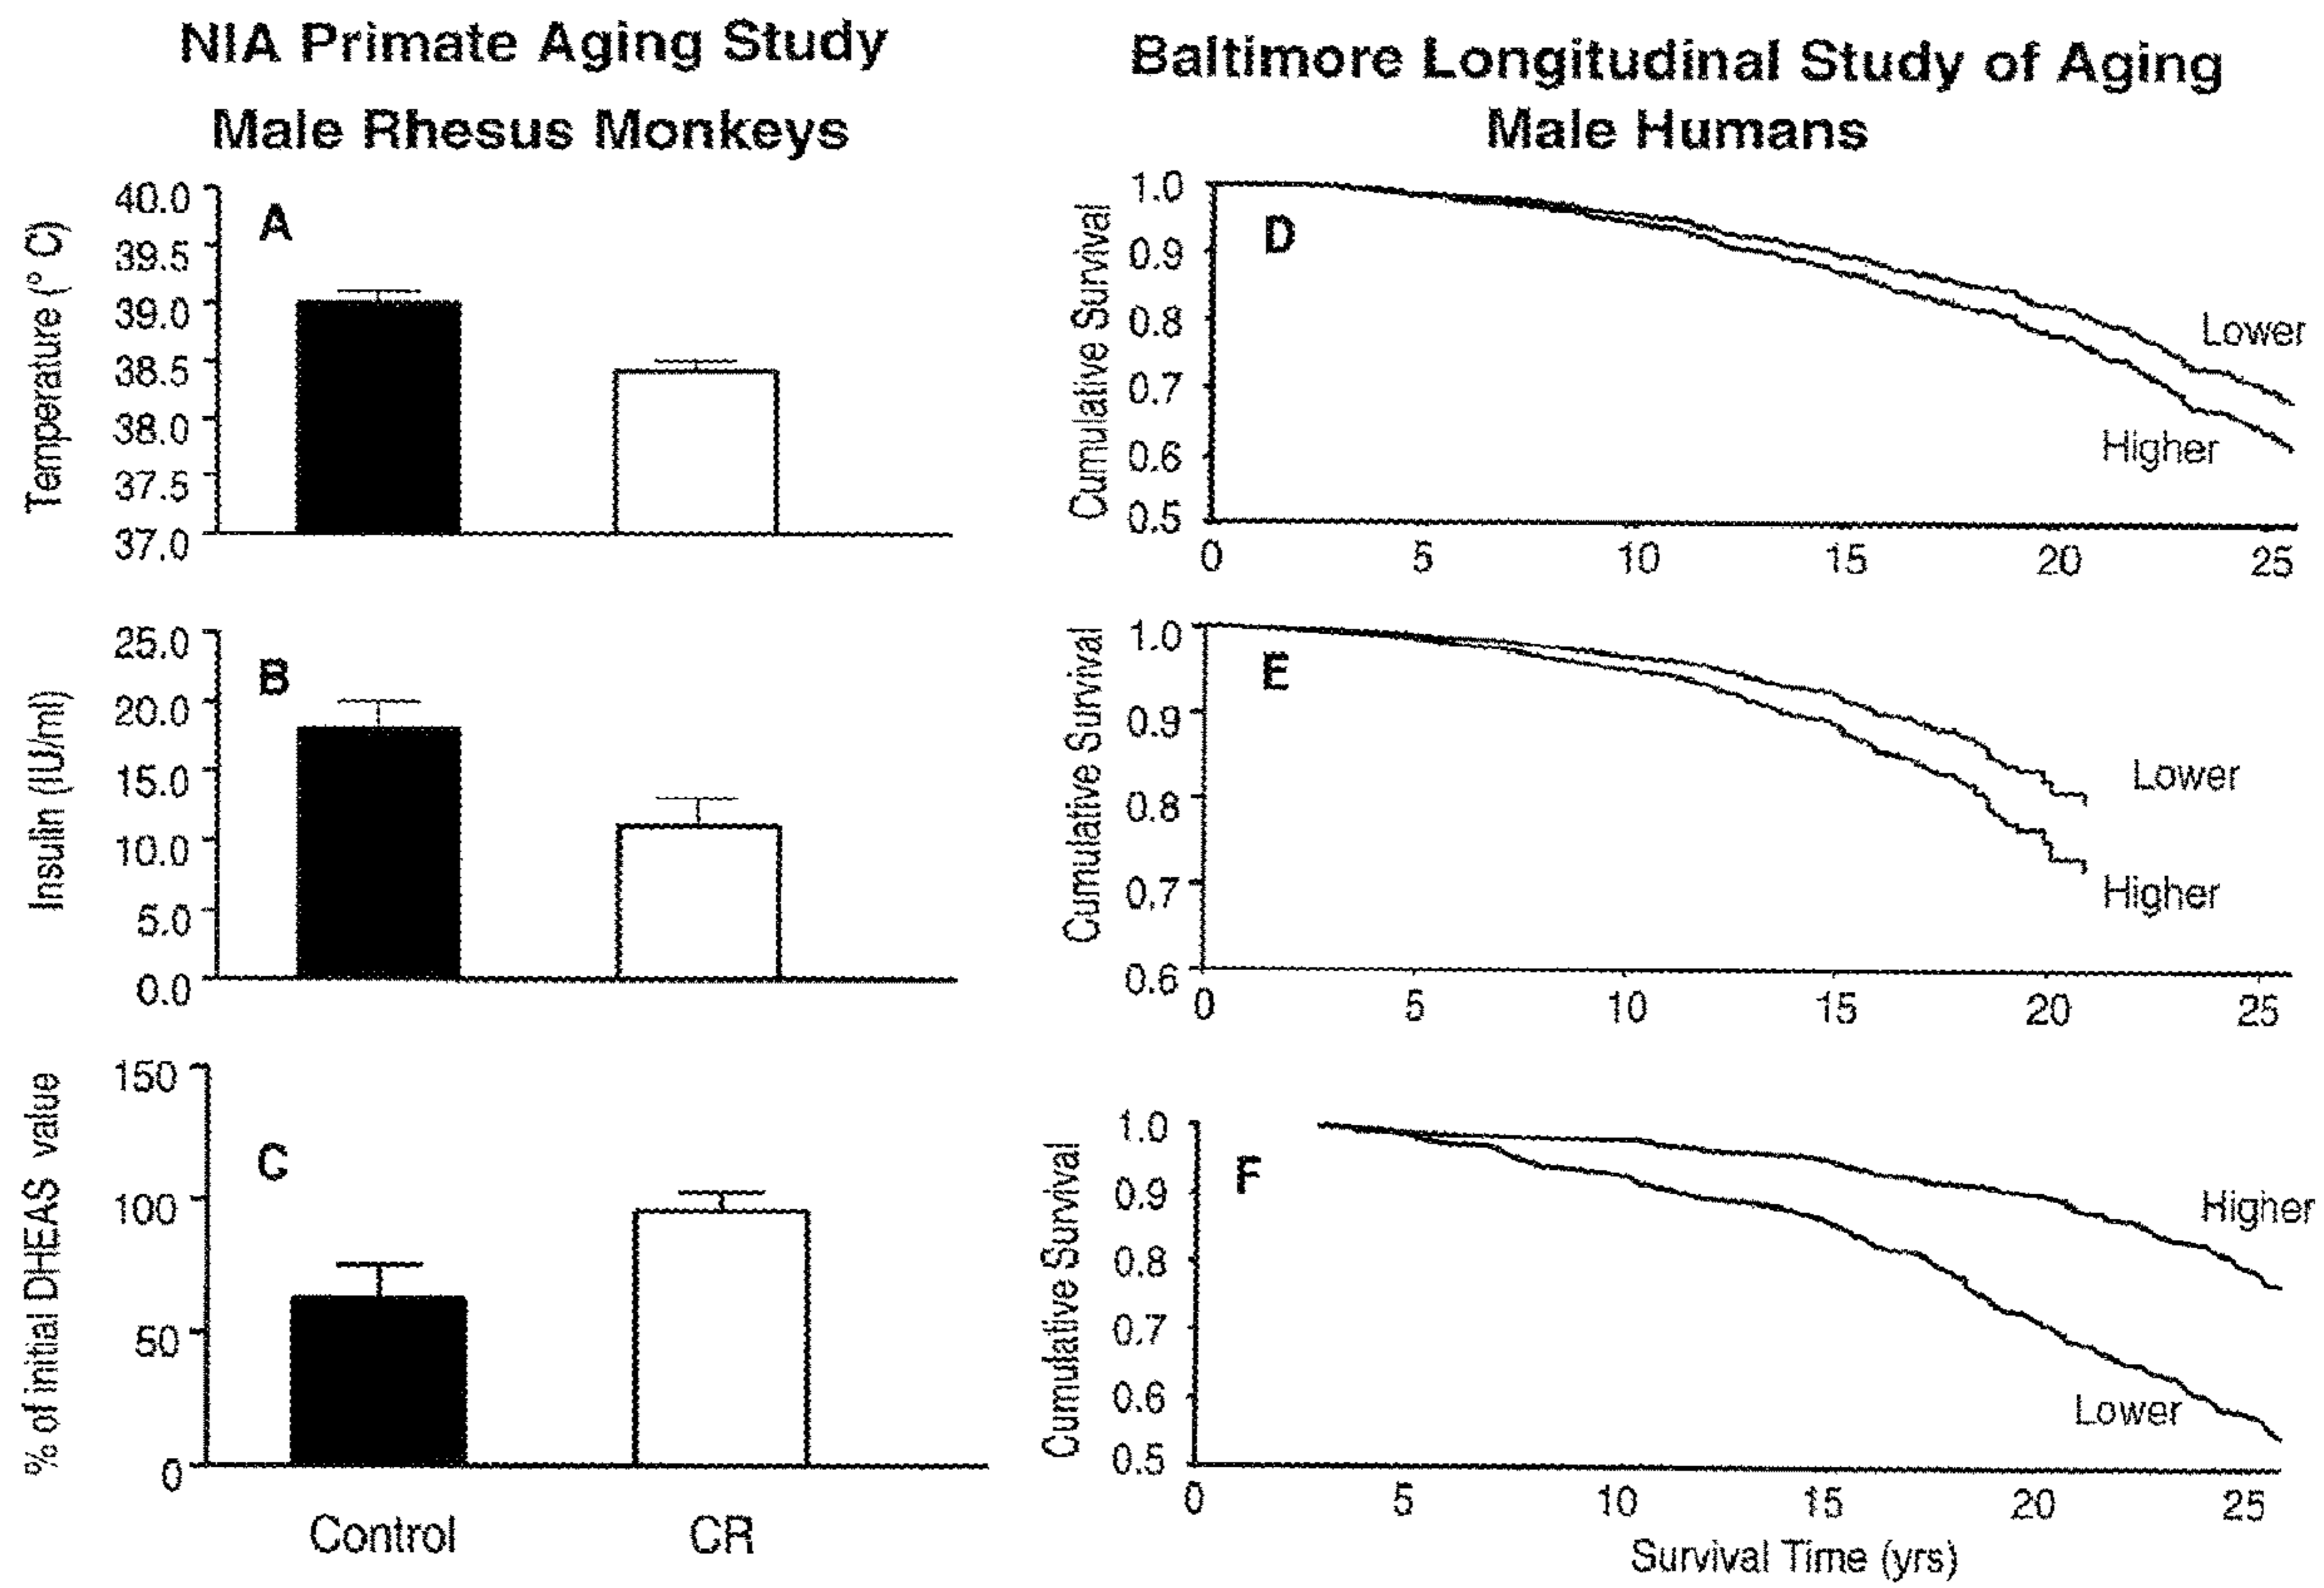 NIA Primate Aging Study
Male Rhesus Monkeys
Temperature (° C)
40.0
39.5
39.0
38.5
38.0
37.5
37.0
A
Insulin (IU/ml)
25.0
20.0
15.0
10.0
5.0
0.0
B
% of initial DHEAS value
150
100
50
0
C
Control
CR
Baltimore Longitudinal Study of Aging
Male Humans
Cumulative Survival
1.0
0.9
0.8
0.7
0.6
0.5
D
Lower
Higher
0
5
10
15
20
25
Cumulative Survival
1.0
0.9
0.8
0.7
0.6
E
Lower
Higher
0
5
10
15
20
25
Cumulative Survival
1.0
0.9
0.8
0.7
0.6
0.5
F
Higher
Lower
0
5
10
15
20
25
Survival Time (yrs)